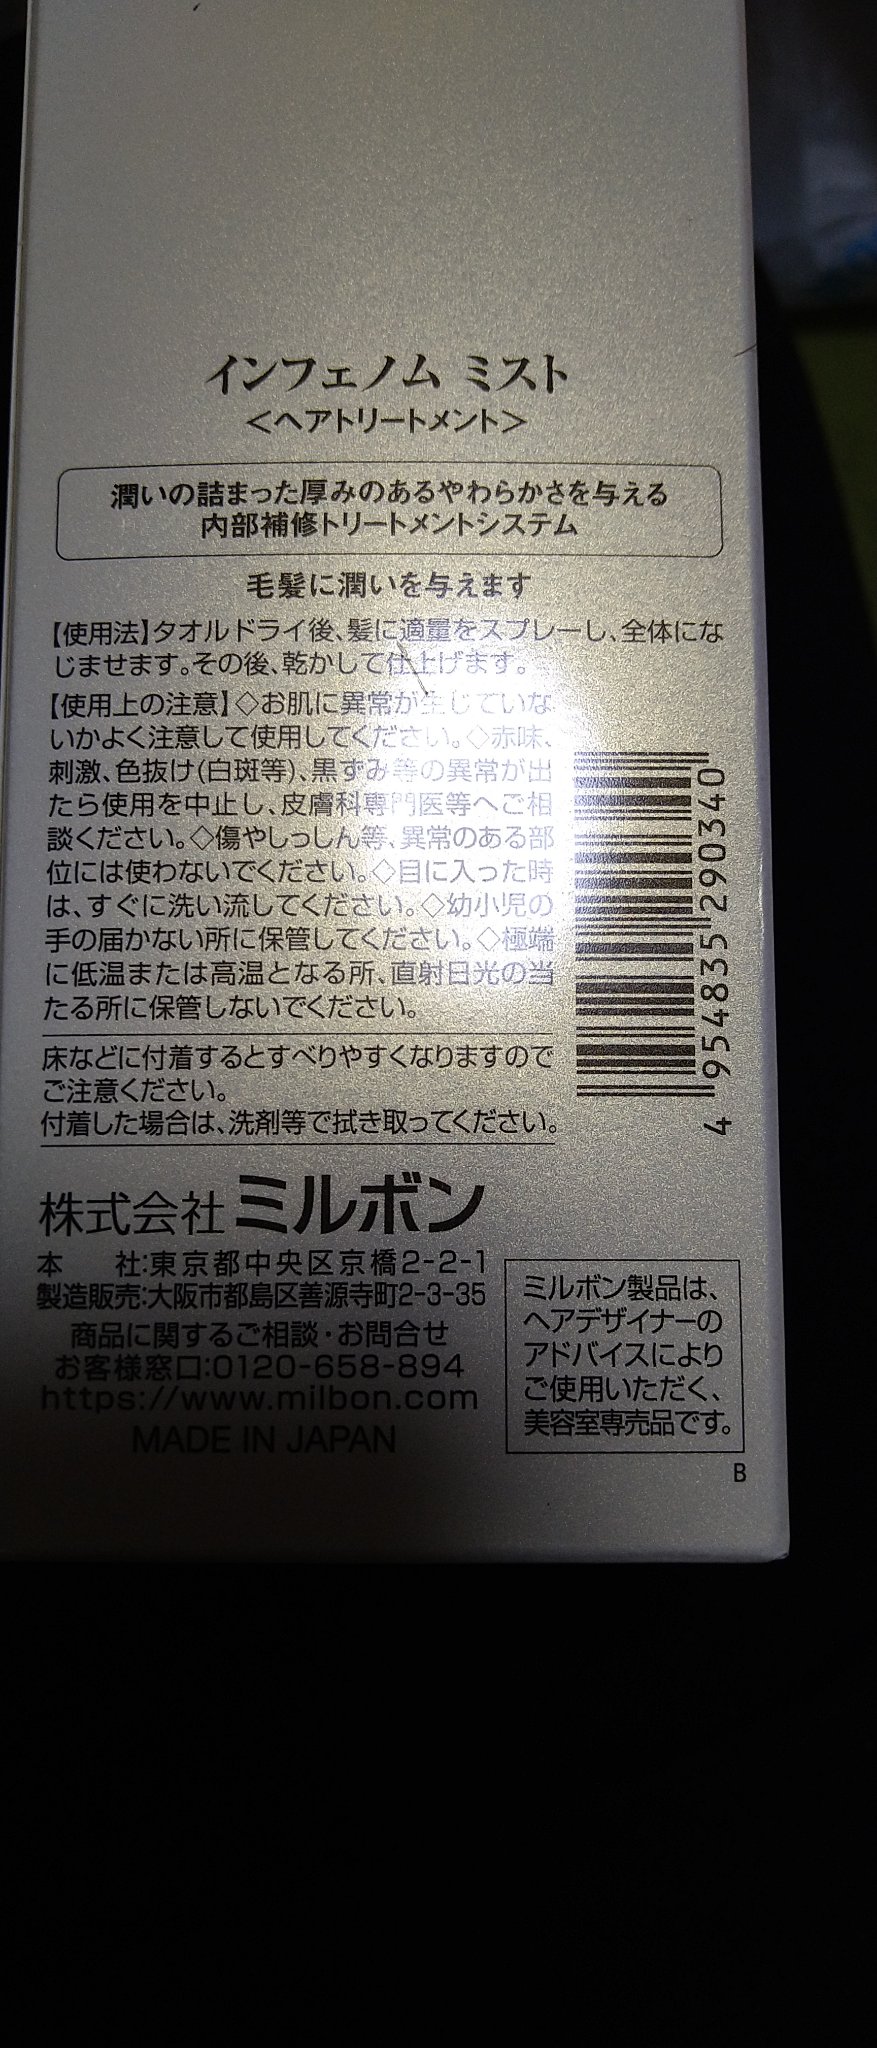 インフェノム ミスト
＜ヘアトリートメント＞
潤いの詰まった厚みのあるやわらかさを与える
内部補修トリートメントシステム
毛髪に潤いを与えます
【使用法】タオルドライ後、髪に適量をスプレーし、全体にな
じませます。その後、乾かして仕上げます。
【使用上の注意】◇お肌に異常が生じていな
いかよく注意して使用してください。◇赤味、
刺激、色抜け(白斑等)、黒ずみ等の異常が出
たら使用を中止し、皮膚科専門医等へご相
談ください。◇傷やしっしん等、異常のある部
位には使わないでください。◇目に入った時
は、すぐに洗い流してください。◇幼小児の
手の届かない所に保管してください。◇極端
に低温または高温となる所、直射日光の当
たる所に保管しないでください。
床などに付着するとすべりやすくなりますので
ご注意ください。
付着した場合は、洗剤等で拭き取ってください。
4 954835 290340
株式会社ミルボン
本　　社:東京都中央区京橋2-2-1
製造販売:大阪市都島区善源寺町2-3-35
商品に関するご相談・お問合せ
お客様窓口:0120-658-894
https://www.milbon.com
MADE IN JAPAN
ミルボン製品は、
ヘアデザイナーの
アドバイスにより
ご使用いただく、
美容室専売品です。
B